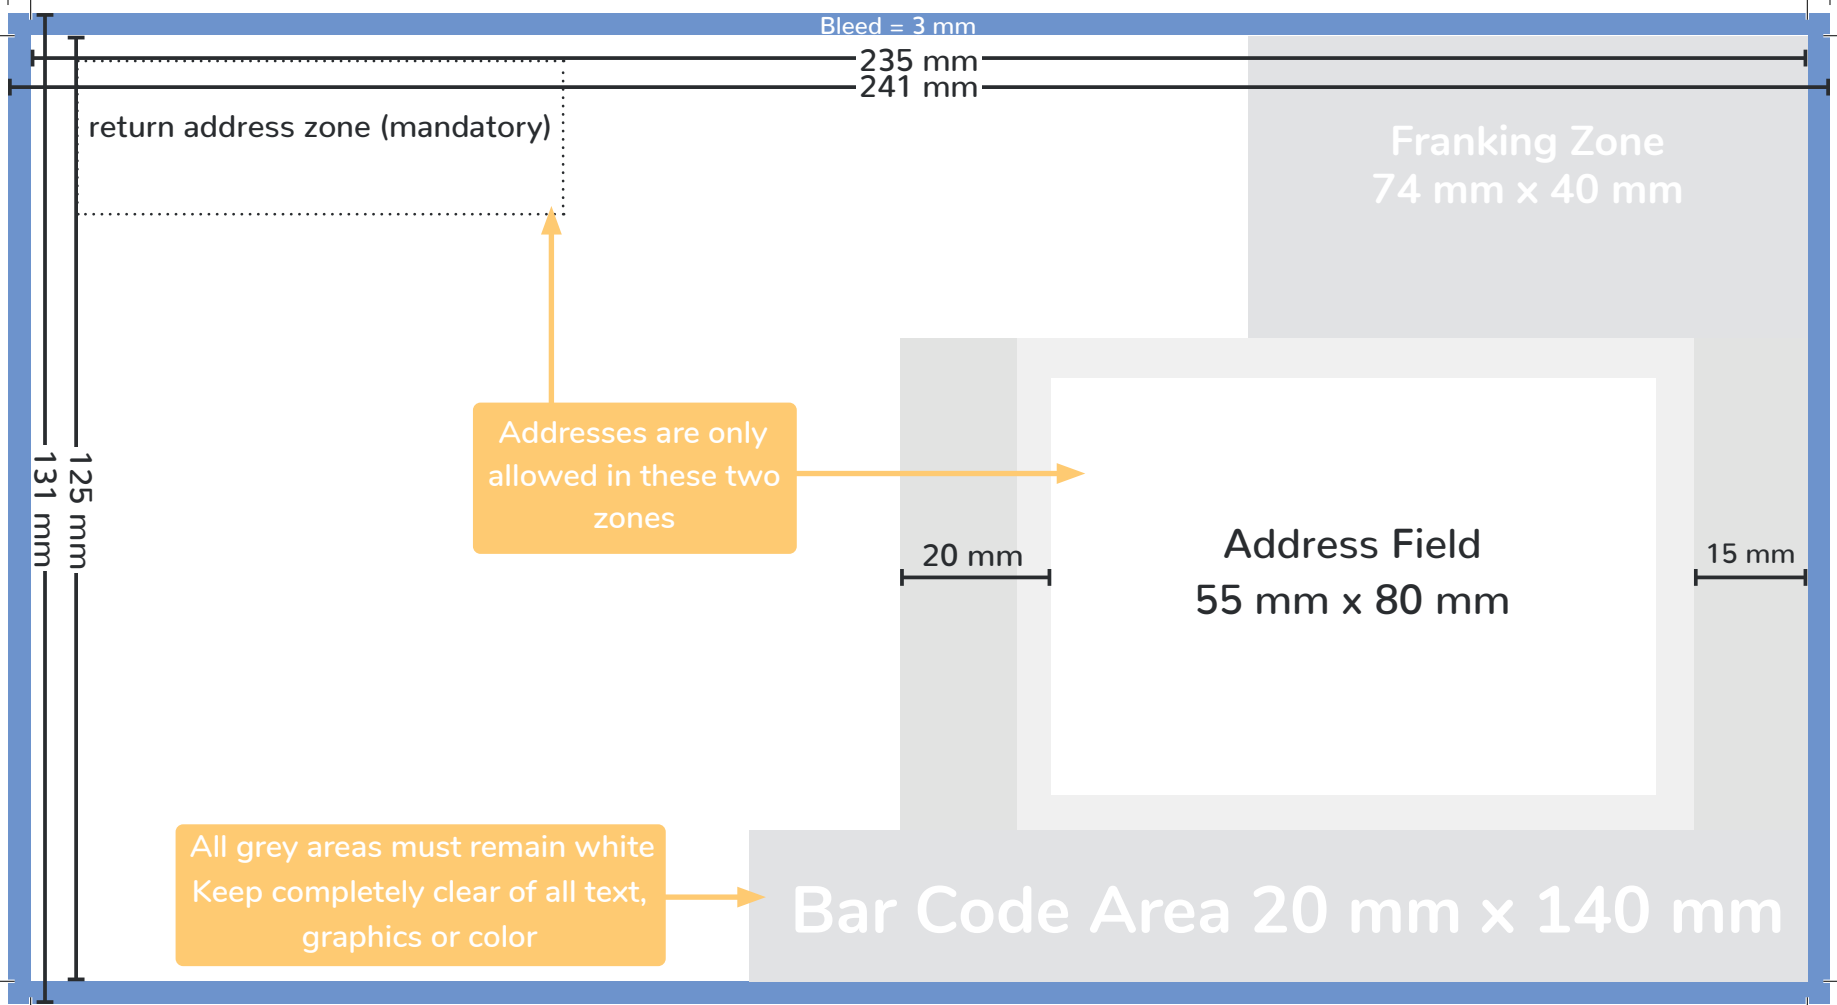 Bleed = 3 mm
235 mm
241 mm
return address zone (mandatory)
Franking Zone
74 mm x 40 mm
Addresses are only
allowed in these two
zones
131 mm
125 mm
20 mm
Address Field
55 mm x 80 mm
15 mm
All grey areas must remain white
Keep completely clear of all text,
graphics or color
Bar Code Area 20 mm x 140 mm